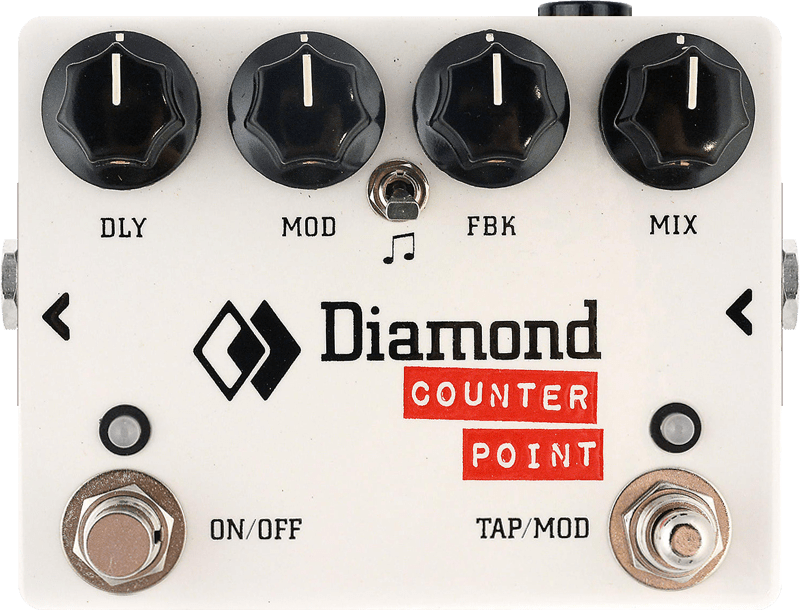 DLY
MOD
FBK
MIX
Diamond
COUNTER
POINT
ON/OFF
TAP/MOD